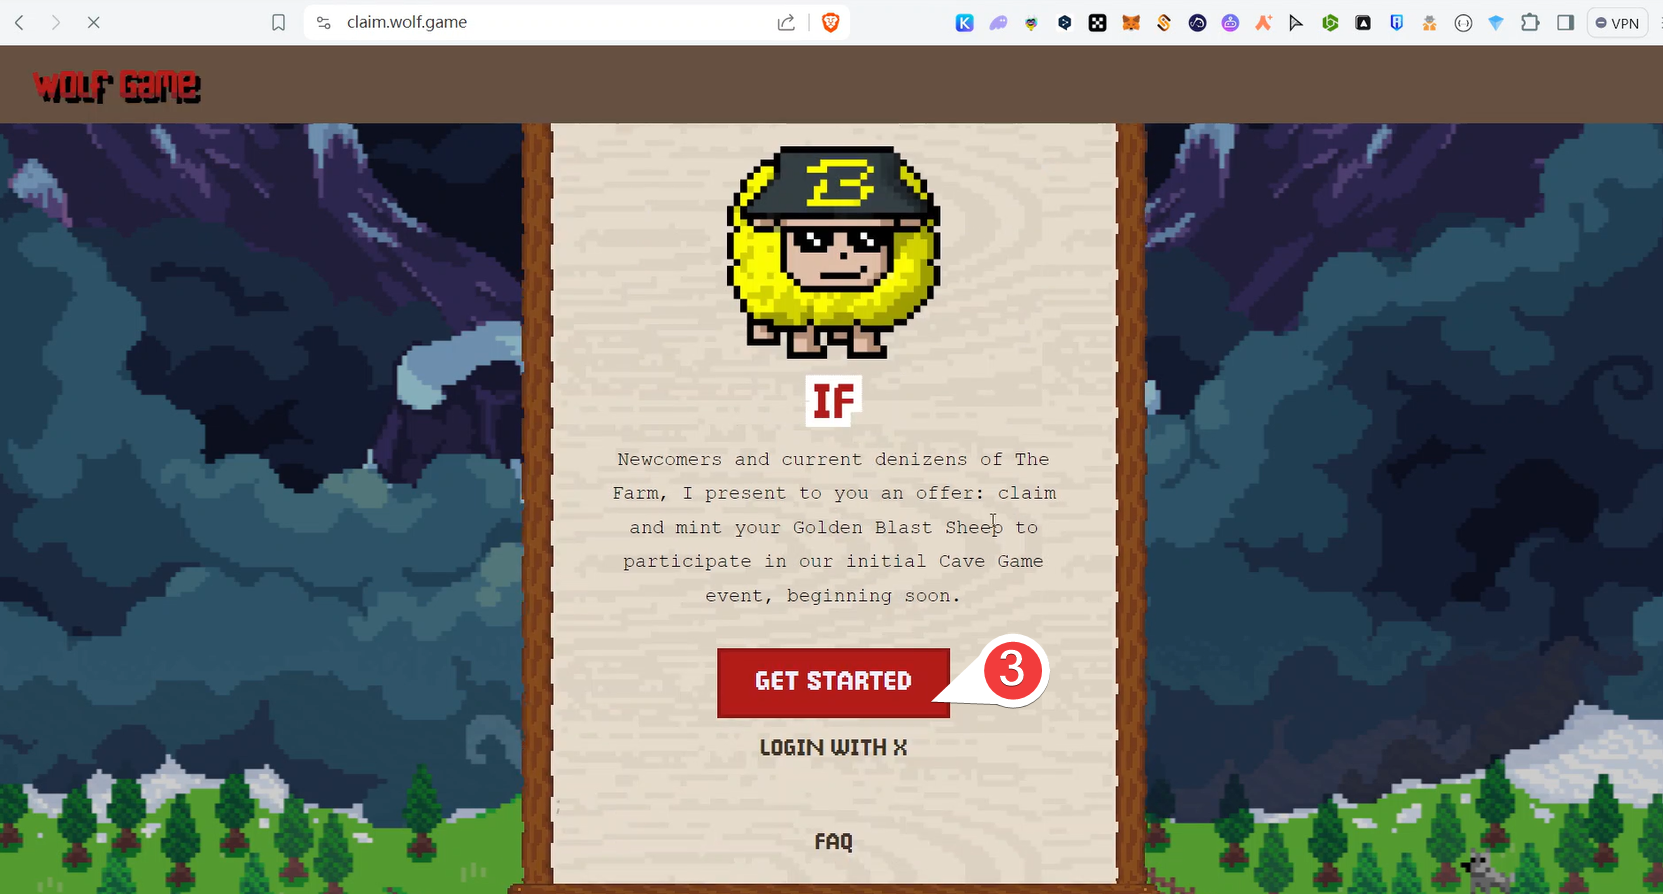 claim.wolf.game
VPN
WOLF GAME
B
IF
Newcomers and current denizens of The
Farm, I present to you an offer: claim
and mint your Golden Blast Sheep to
participate in our initial Cave Game
event, beginning soon.
GET STARTED
3
LOGIN WITH X
FAQ